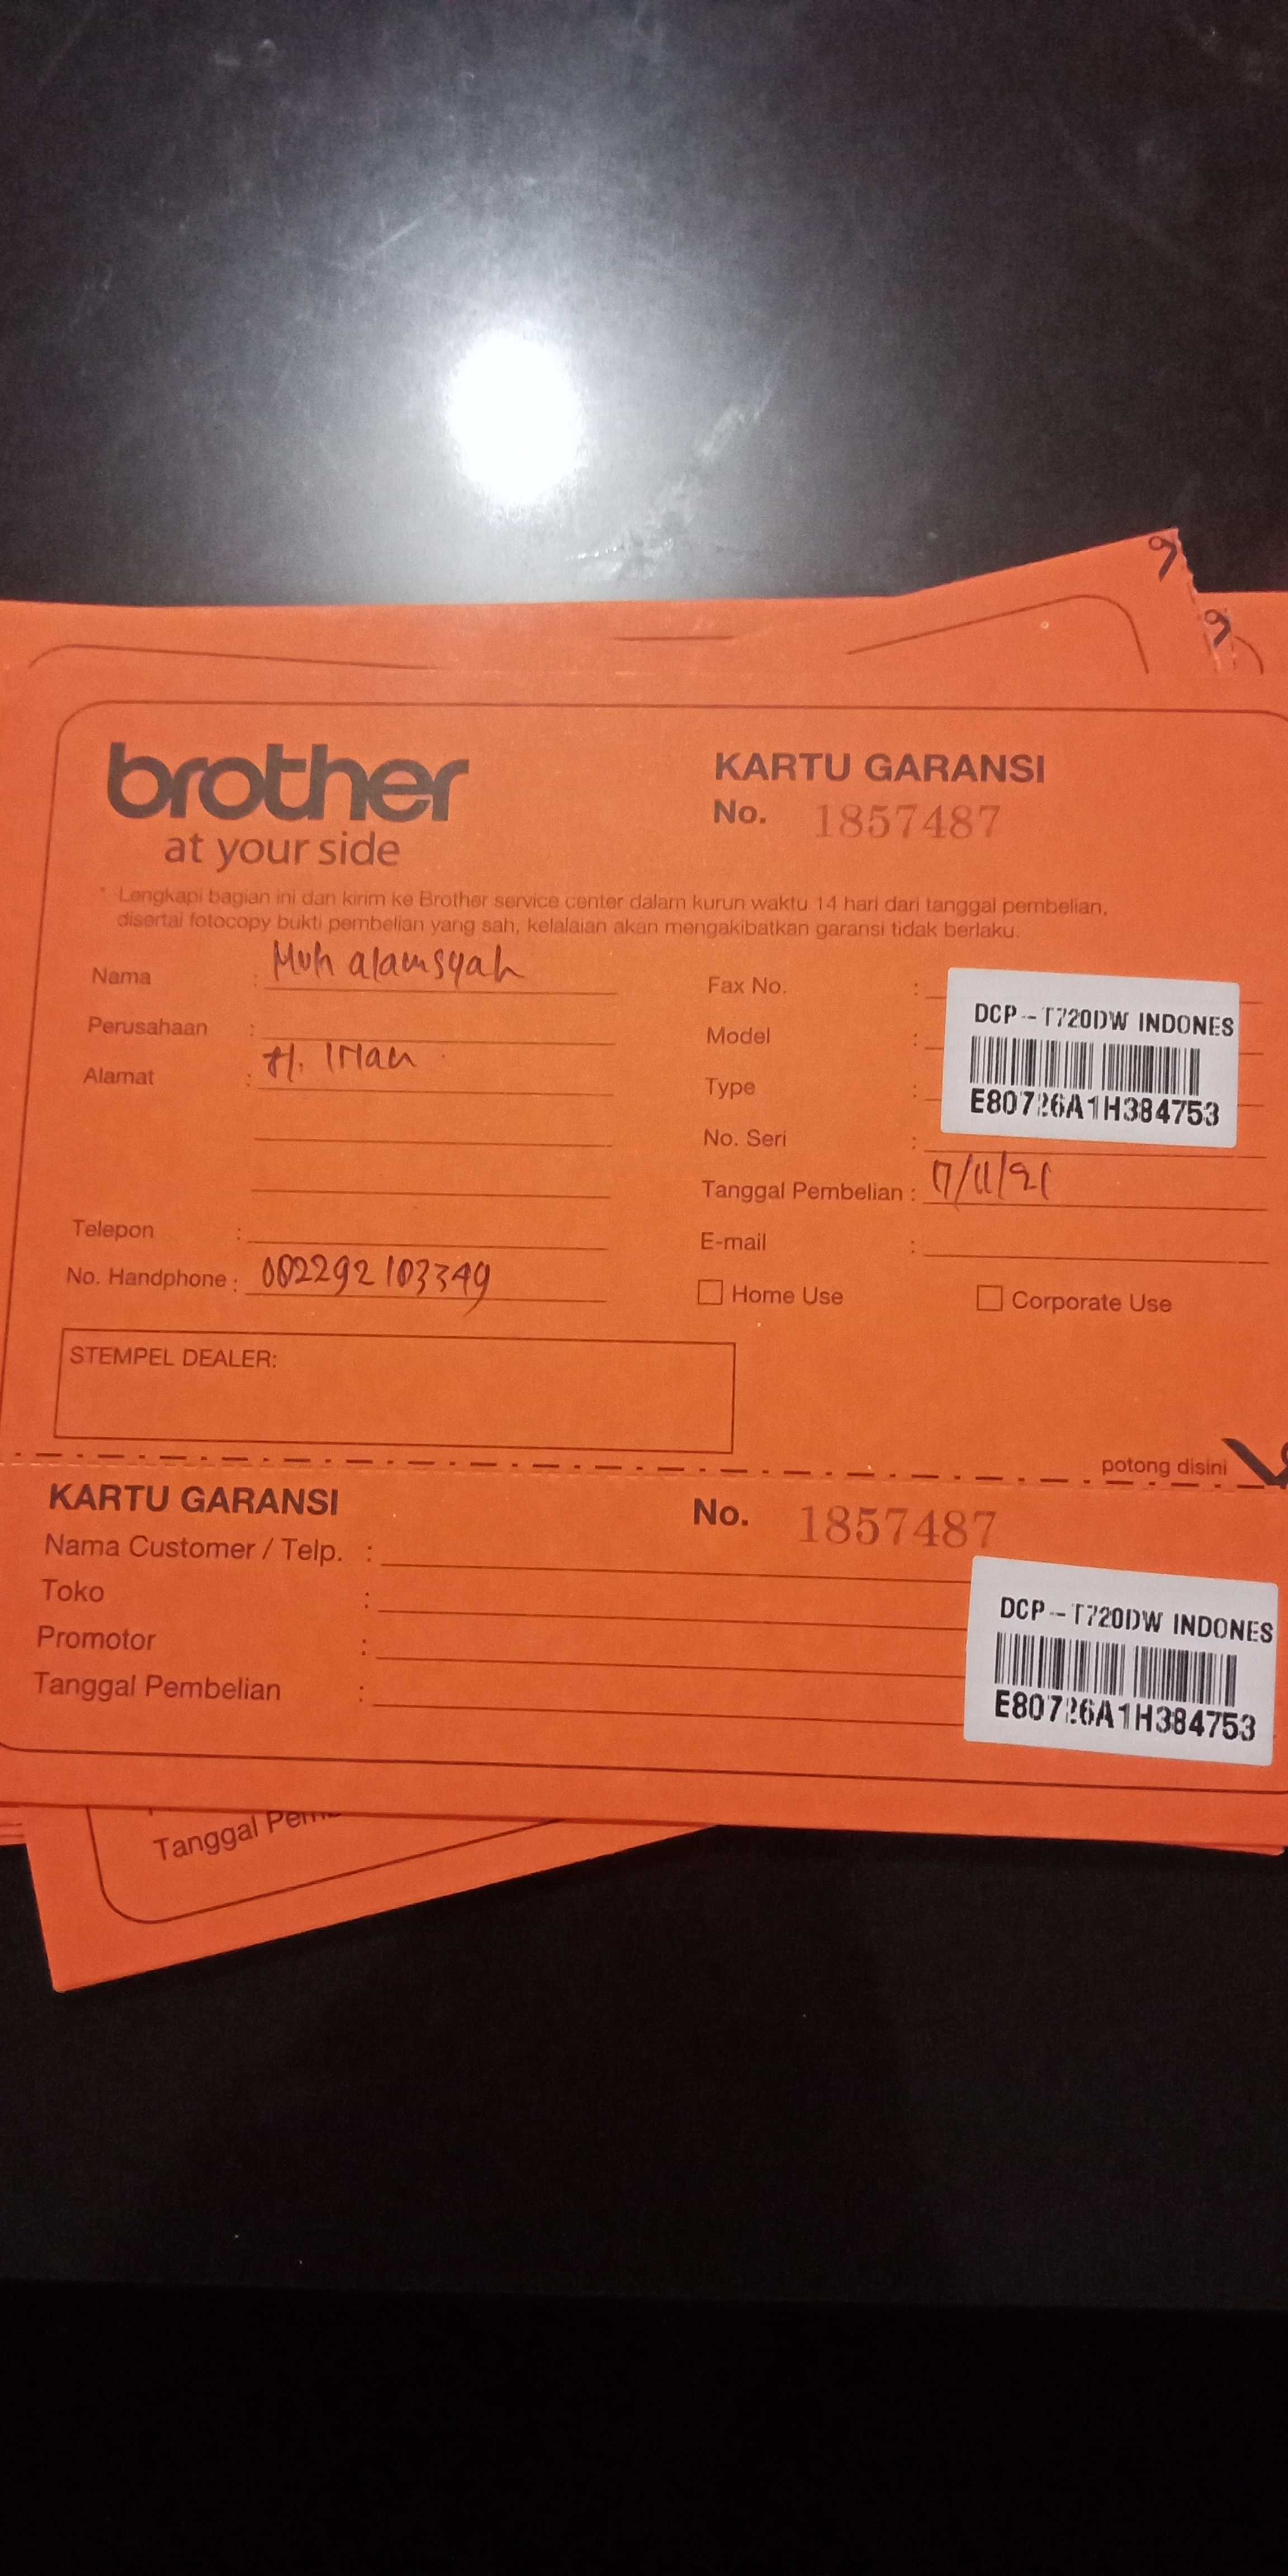 brother
at your side
KARTU GARANSI
No. 1857487
* Lengkapi bagian ini dan kirim ke Brother service center dalam kurun waktu 14 hari dari tanggal pembelian,
disertai fotocopy bukti pembelian yang sah, kelalaian akan mengakibatkan garansi tidak berlaku.
Nama : Muh alamsyah
Perusahaan :
Alamat :
Telepon :
No. Handphone : 002292103349
Fax No. :
Model :
Type :
No. Seri :
DCP-T720DW INDONES
E80726A1H384753
Tanggal Pembelian : 17/11/21
E-mail :
Home Use
Corporate Use
STEMPEL DEALER:
potong disini
KARTU GARANSI
No. 1857487
Nama Customer / Telp. :
Toko :
Promotor :
Tanggal Pembelian :
DCP-T720DW INDONES
E80726A1H384753
Tanggal